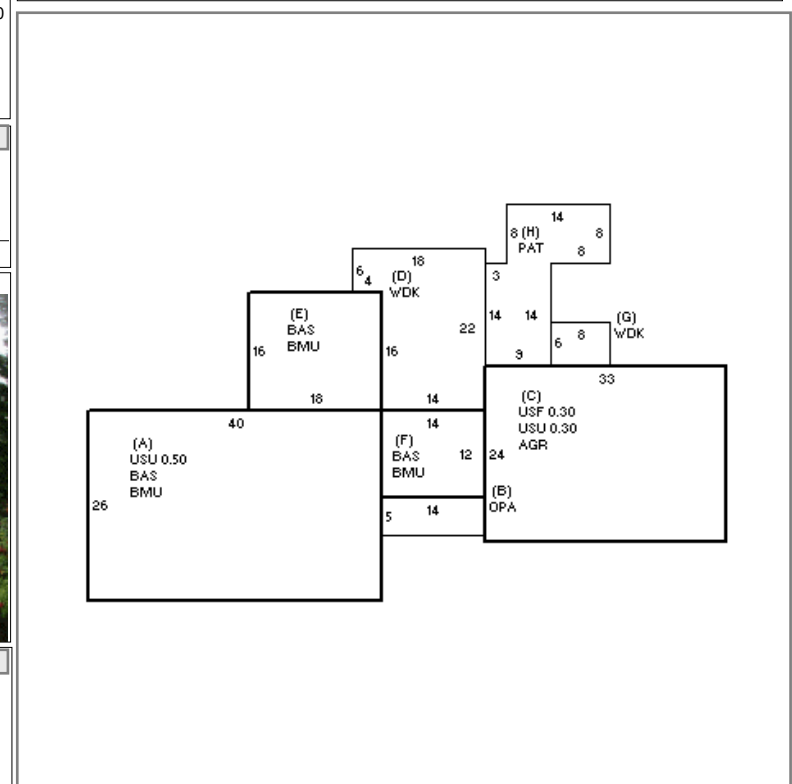 0
14
8 (H) 8
PAT 8
18
6
4 (D)
WDK
3
(E)
BAS
BMU
14 14
(G)
WDK
22
8
6
16
16
9
33
18
14
(C)
USF 0.30
USU 0.30
AGR
40
14
(A)
USU 0.50
BAS
BMU
(F)
BAS
BMU
12
24
(B)
OPA
26
5
14